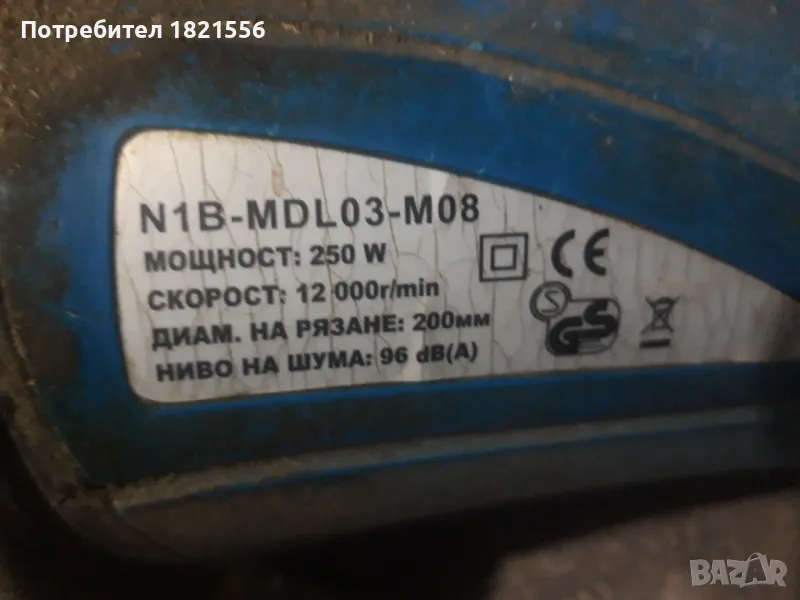 Потребител 1821556
N1B-MDL03-M08
МОЩНОСТ: 250 W
СКОРОСТ: 12 000r/min
ДИАМ. НА РЯЗАНЕ: 200мм
НИВО НА ШУМА: 96 dB(A)
CE
S
GS
BAZAR